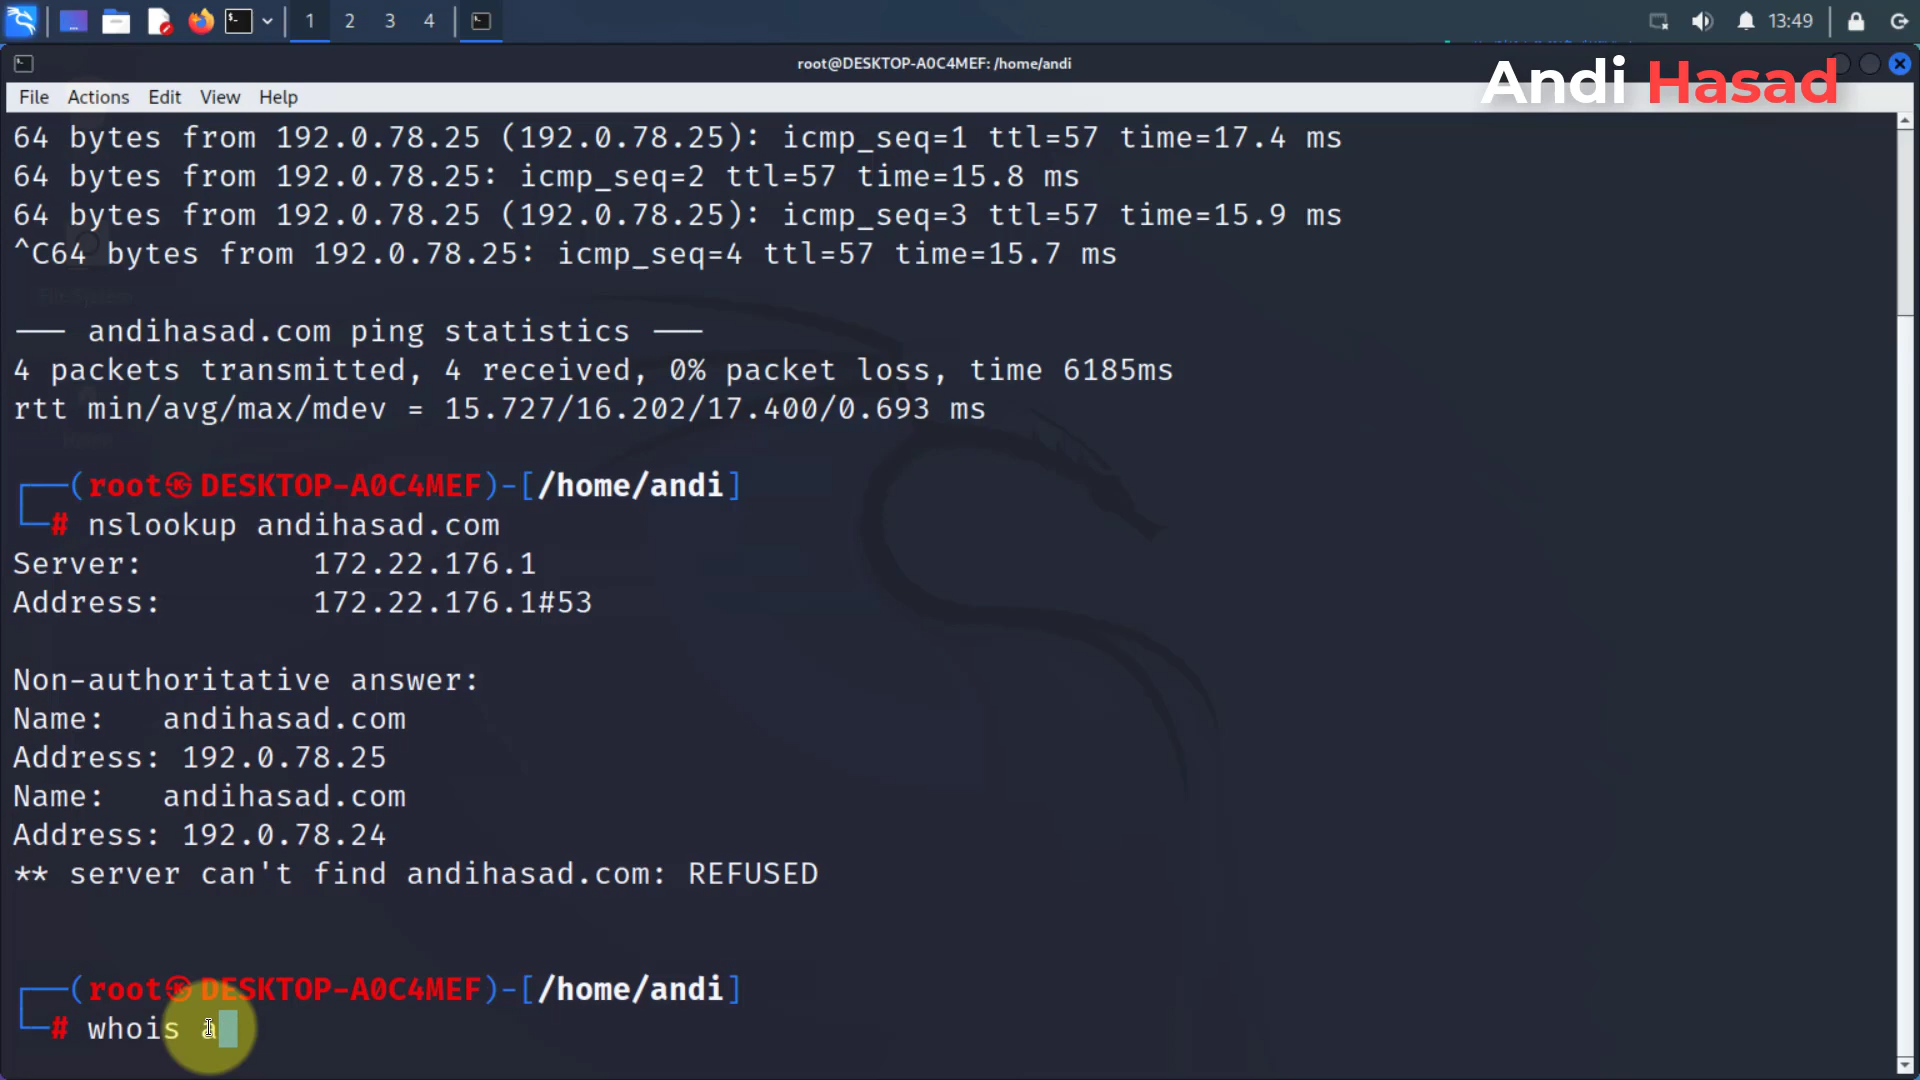 1 2 3 4 13:49
root@DESKTOP-A0C4MEF: /home/andi
Andi Hasad
File Actions Edit View Help
64 bytes from 192.0.78.25 (192.0.78.25): icmp_seq=1 ttl=57 time=17.4 ms
64 bytes from 192.0.78.25: icmp_seq=2 ttl=57 time=15.8 ms
64 bytes from 192.0.78.25 (192.0.78.25): icmp_seq=3 ttl=57 time=15.9 ms
^C64 bytes from 192.0.78.25: icmp_seq=4 ttl=57 time=15.7 ms
File System
--- andihasad.com ping statistics ---
4 packets transmitted, 4 received, 0% packet loss, time 6185ms
rtt min/avg/max/mdev = 15.727/16.202/17.400/0.693 ms
┌──(root㉿DESKTOP-A0C4MEF)-[/home/andi]
└─# nslookup andihasad.com
Server: 172.22.176.1
Address: 172.22.176.1#53
Non-authoritative answer:
Name: andihasad.com
Address: 192.0.78.25
Name: andihasad.com
Address: 192.0.78.24
** server can't find andihasad.com: REFUSED
┌──(root㉿DESKTOP-A0C4MEF)-[/home/andi]
└─# whois a